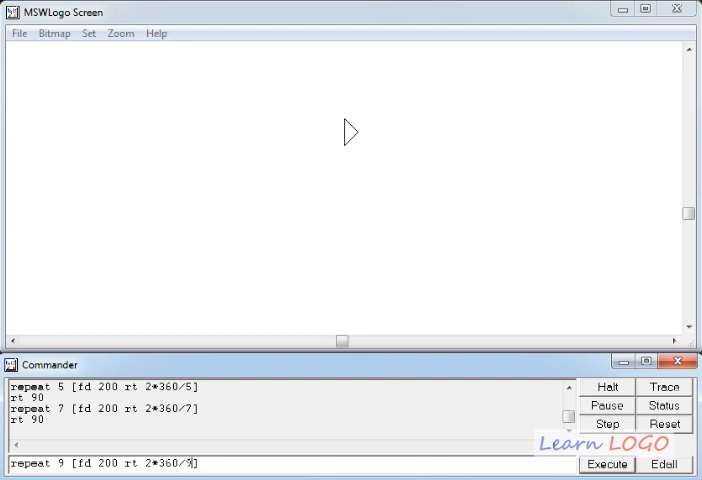 MSWLogo Screen
File Bitmap Set Zoom Help
Commander
repeat 5 [fd 200 rt 2*360/5]
rt 90
repeat 7 [fd 200 rt 2*360/7]
rt 90
repeat 9 [fd 200 rt 2*360/9]
Halt Trace
Pause Status
Step Reset
Learn LOGO
Execute Edall